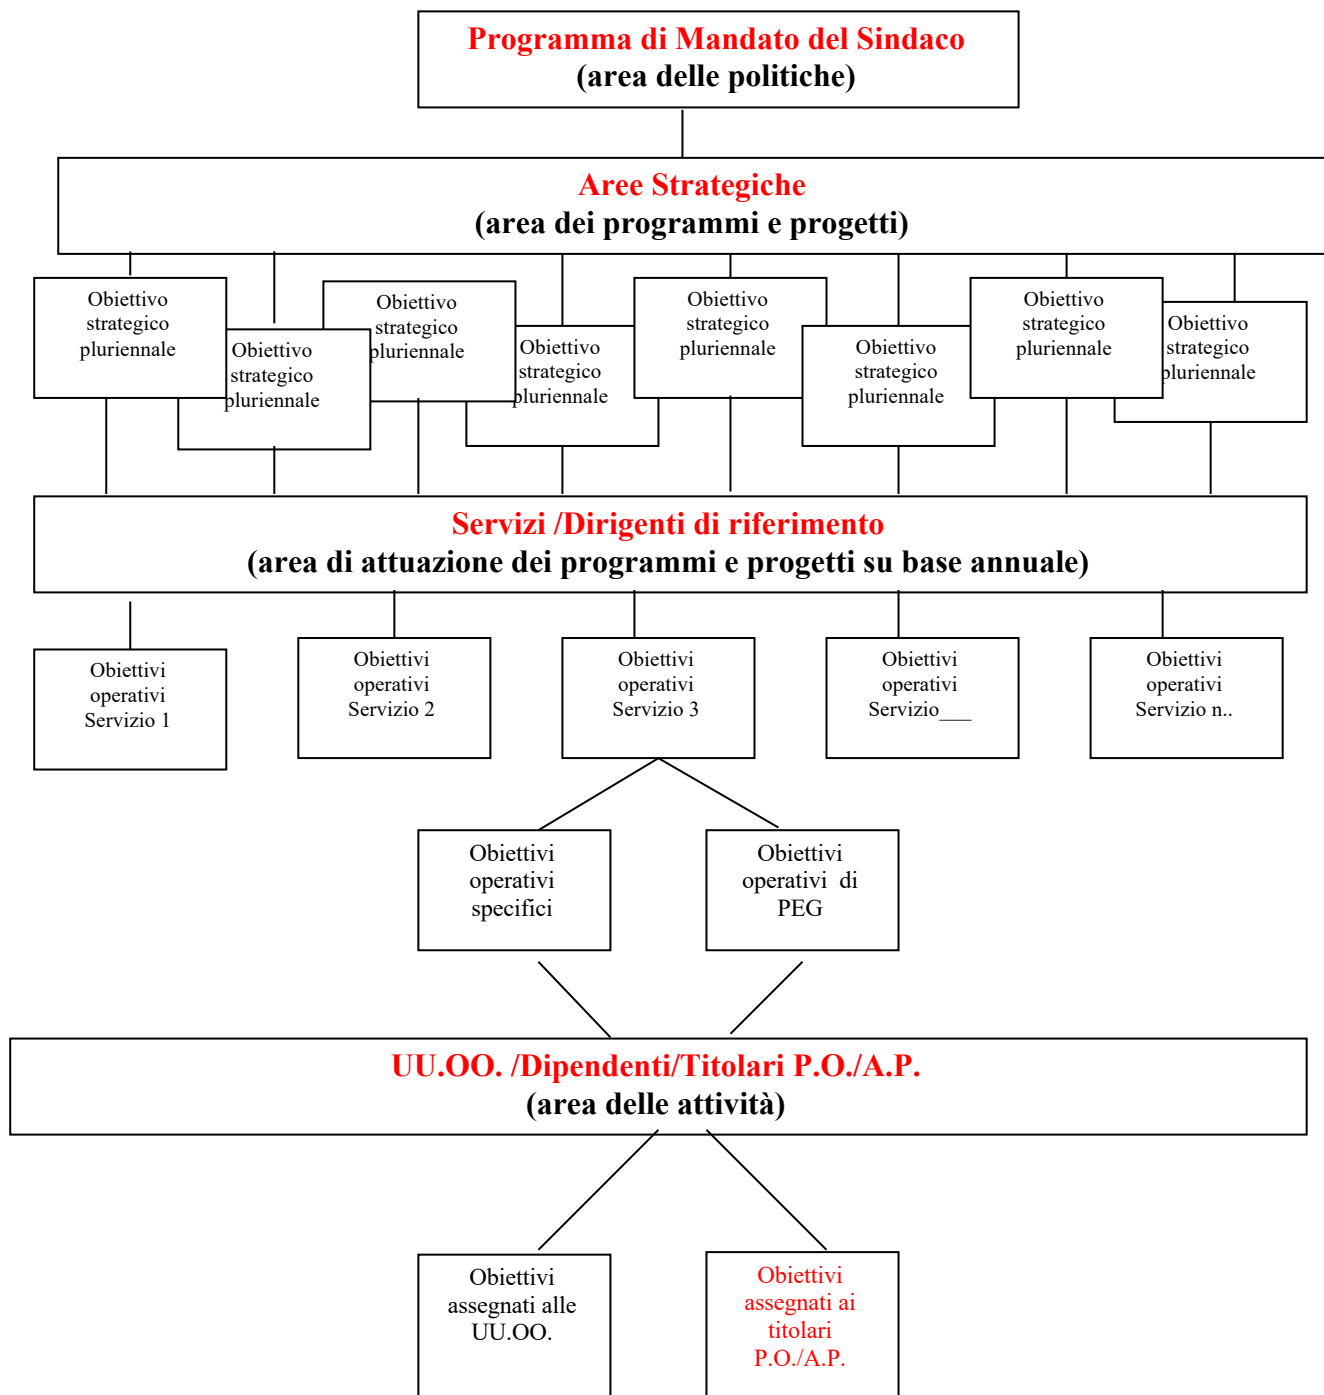 Programma di Mandato del Sindaco
(area delle politiche)
Aree Strategiche
(area dei programmi e progetti)
Obiettivo
strategico
pluriennale
Obiettivo
strategico
pluriennale
Obiettivo
strategico
pluriennale
Obiettivo
strategico
pluriennale
Obiettivo
strategico
pluriennale
Obiettivo
strategico
pluriennale
Obiettivo
strategico
pluriennale
Obiettivo
strategico
pluriennale
Servizi /Dirigenti di riferimento
(area di attuazione dei programmi e progetti su base annuale)
Obiettivi
operativi
Servizio 1
Obiettivi
operativi
Servizio 2
Obiettivi
operativi
Servizio 3
Obiettivi
operativi
Servizio___
Obiettivi
operativi
Servizio n..
Obiettivi
operativi
specifici
Obiettivi
operativi di
PEG
UU.OO. /Dipendenti/Titolari P.O./A.P.
(area delle attività)
Obiettivi
assegnati alle
UU.OO.
Obiettivi
assegnati ai
titolari
P.O./A.P.